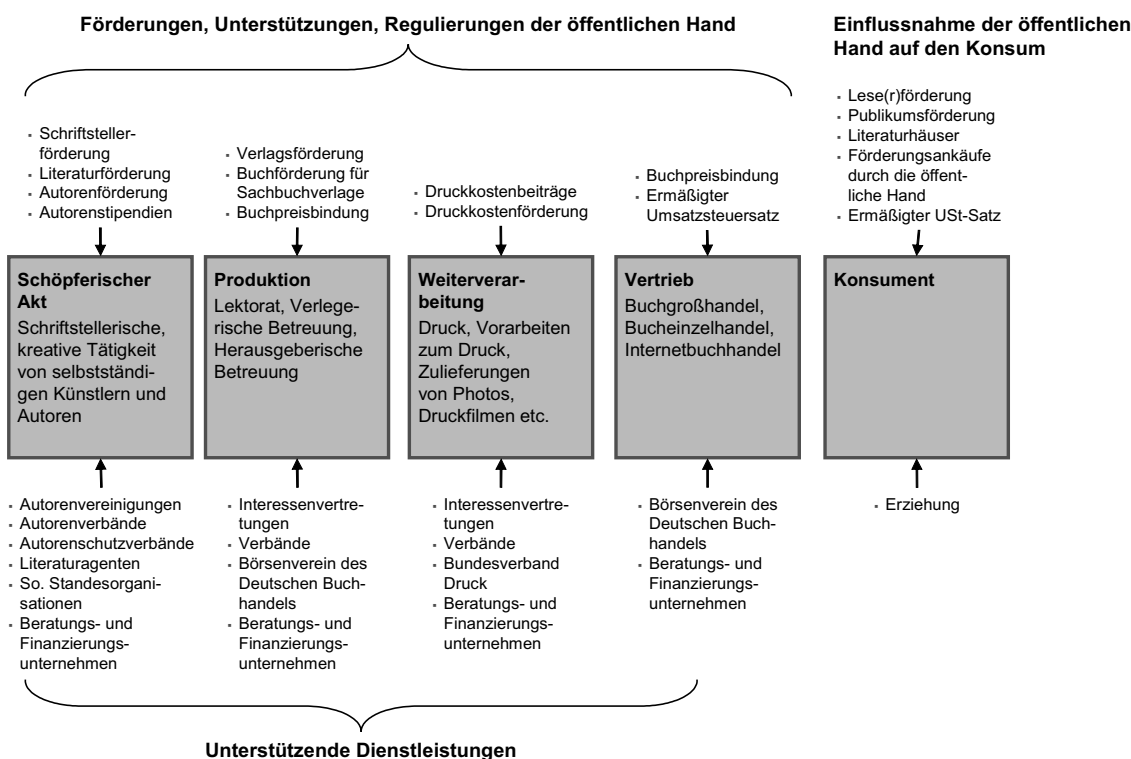 Förderungen, Unterstützungen, Regulierungen der öffentlichen Hand
Einflussnahme der öffentlichen
Hand auf den Konsum
- Schriftsteller-
förderung
- Literaturförderung
- Autorenförderung
- Autorenstipendien
- Verlagsförderung
- Buchförderung für
Sachbuchverlage
- Buchpreisbindung
- Druckkostenbeiträge
- Druckkostenförderung
- Buchpreisbindung
- Ermäßigter
Umsatzsteuersatz
- Lese(r)förderung
- Publikumsförderung
- Literaturhäuser
- Förderungsankäufe
durch die öffent-
liche Hand
- Ermäßigter USt-Satz
Schöpferischer
Akt
Schriftstellerische,
kreative Tätigkeit
von selbstständi-
gen Künstlern und
Autoren
Produktion
Lektorat, Verlege-
rische Betreuung,
Herausgeberische
Betreuung
Weiterverar-
beitung
Druck, Vorarbeiten
zum Druck,
Zulieferungen
von Photos,
Druckfilmen etc.
Vertrieb
Buchgroßhandel,
Bucheinzelhandel,
Internetbuchhandel
Konsument
- Autorenvereinigungen
- Autorenverbände
- Autorenschutzverbände
- Literaturagenten
- So. Standesorgani-
sationen
- Beratungs- und
Finanzierungs-
unternehmen
- Interessenvertre-
tungen
- Verbände
- Börsenverein des
Deutschen Buch-
handels
- Beratungs- und
Finanzierungs-
unternehmen
- Interessenvertre-
tungen
- Verbände
- Bundesverband
Druck
- Beratungs- und
Finanzierungs-
unternehmen
- Börsenverein des
Deutschen Buch-
handels
- Beratungs- und
Finanzierungs-
unternehmen
- Erziehung
Unterstützende Dienstleistungen